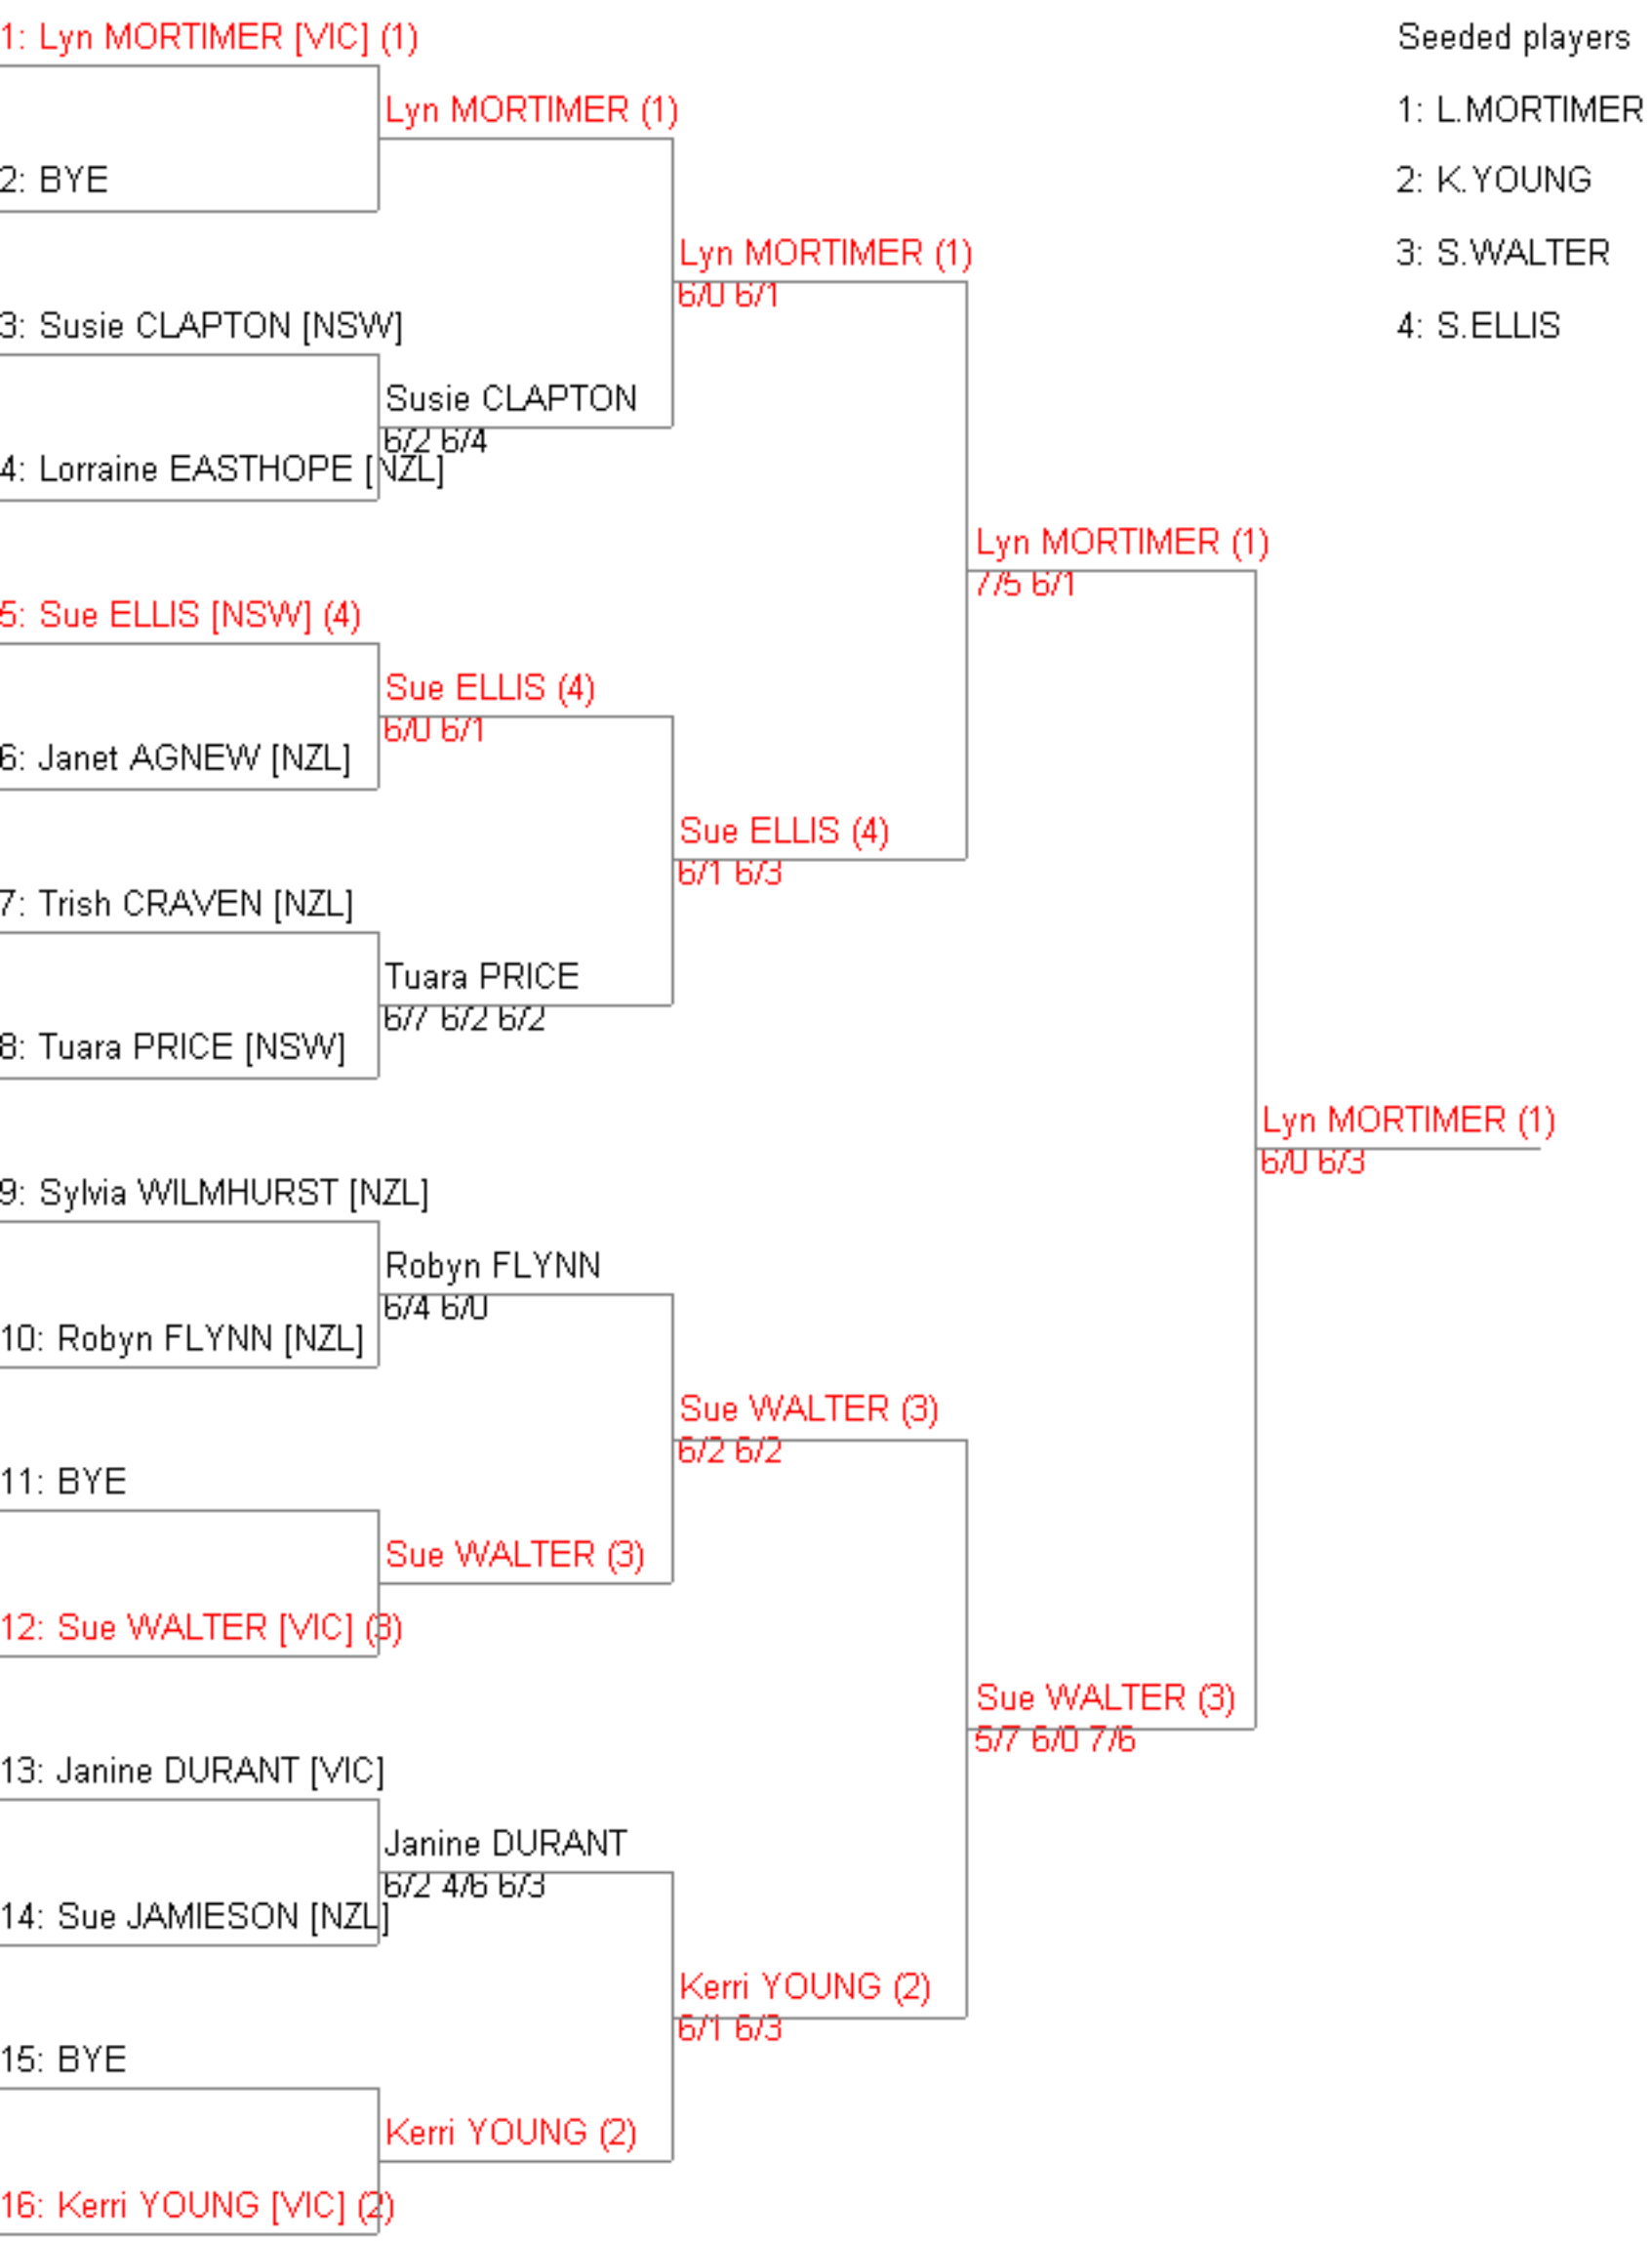 1: Lyn MORTIMER [VIC] (1)
Seeded players
Lyn MORTIMER (1)
1: L.MORTIMER
2: BYE
2: K.YOUNG
Lyn MORTIMER (1)
6/0 6/1
3: S.WALTER
3: Susie CLAPTON [NSW]
4: S.ELLIS
Susie CLAPTON
6/2 6/4
4: Lorraine EASTHOPE [NZL]
Lyn MORTIMER (1)
7/5 6/1
5: Sue ELLIS [NSW] (4)
Sue ELLIS (4)
6/0 6/1
6: Janet AGNEW [NZL]
Sue ELLIS (4)
6/1 6/3
7: Trish CRAVEN [NZL]
Tuara PRICE
6/7 6/2 6/2
8: Tuara PRICE [NSW]
Lyn MORTIMER (1)
6/0 6/3
9: Sylvia WILMHURST [NZL]
Robyn FLYNN
6/4 6/0
10: Robyn FLYNN [NZL]
Sue WALTER (3)
6/2 6/2
11: BYE
Sue WALTER (3)
12: Sue WALTER [VIC] (3)
Sue WALTER (3)
5/7 6/0 7/6
13: Janine DURANT [VIC]
Janine DURANT
6/2 4/6 6/3
14: Sue JAMIESON [NZL]
Kerri YOUNG (2)
6/1 6/3
15: BYE
Kerri YOUNG (2)
16: Kerri YOUNG [VIC] (2)